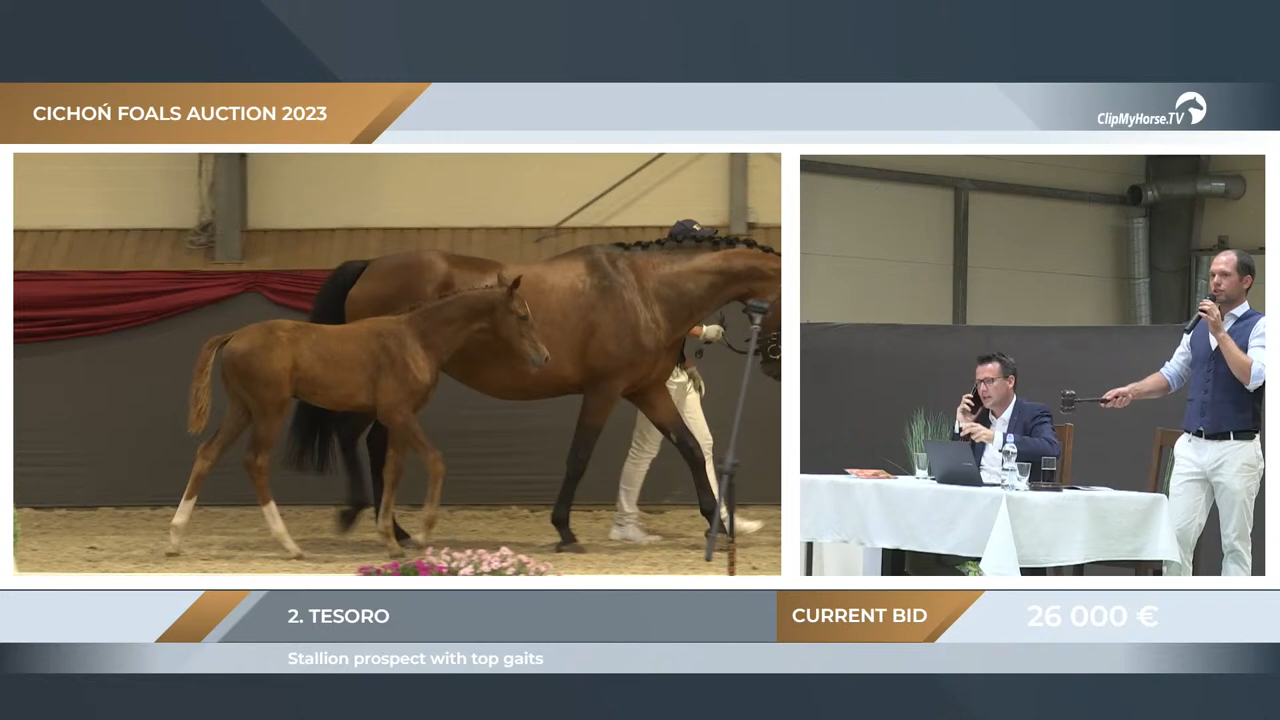 CICHOŃ FOALS AUCTION 2023
ClipMyHorse.TV
2. TESORO
CURRENT BID
26 000 €
Stallion prospect with top gaits